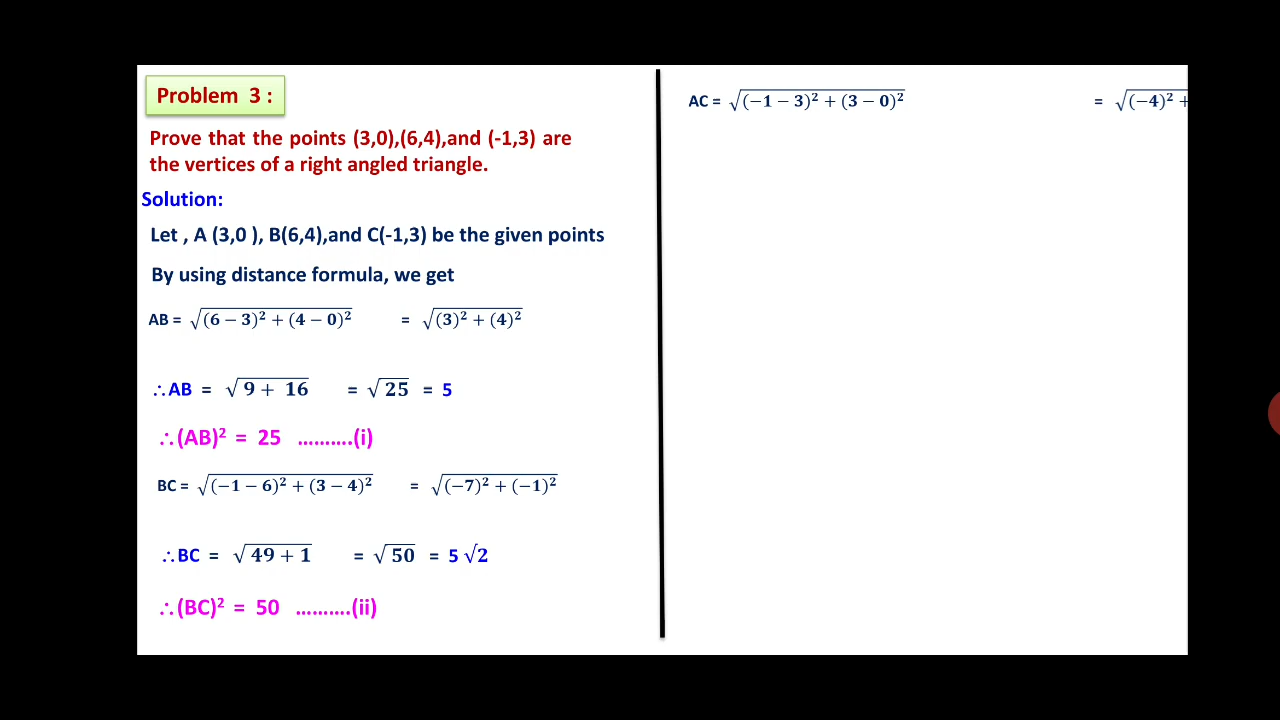 Problem 3 :
Prove that the points (3,0),(6,4),and (-1,3) are
the vertices of a right angled triangle.
Solution:
Let , A (3,0 ), B(6,4),and C(-1,3) be the given points
By using distance formula, we get
AB = √(6 − 3)² + (4 − 0)² = √(3)² + (4)²
∴AB = √9 + 16 = √25 = 5
∴(AB)² = 25 ..........(i)
BC = √(−1 − 6)² + (3 − 4)² = √(−7)² + (−1)²
∴BC = √49 + 1 = √50 = 5 √2
∴(BC)² = 50 ..........(ii)
AC = √(−1 − 3)² + (3 − 0)² = √(−4)² +